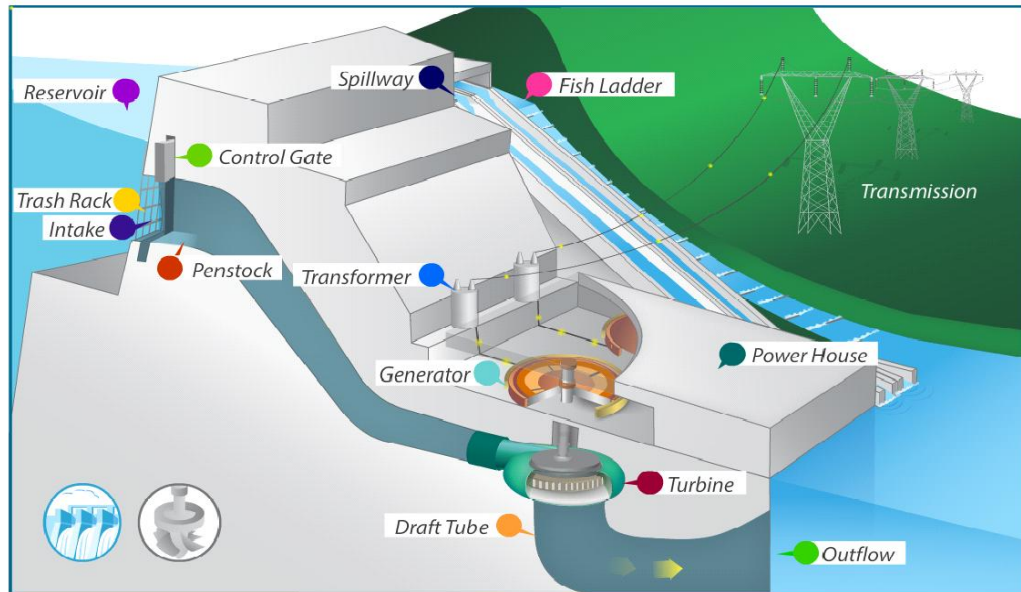 Spillway
Fish Ladder
Reservoir
Control Gate
Trash Rack
Intake
Transmission
Penstock
Transformer
Power House
Generator
Turbine
Draft Tube
Outflow